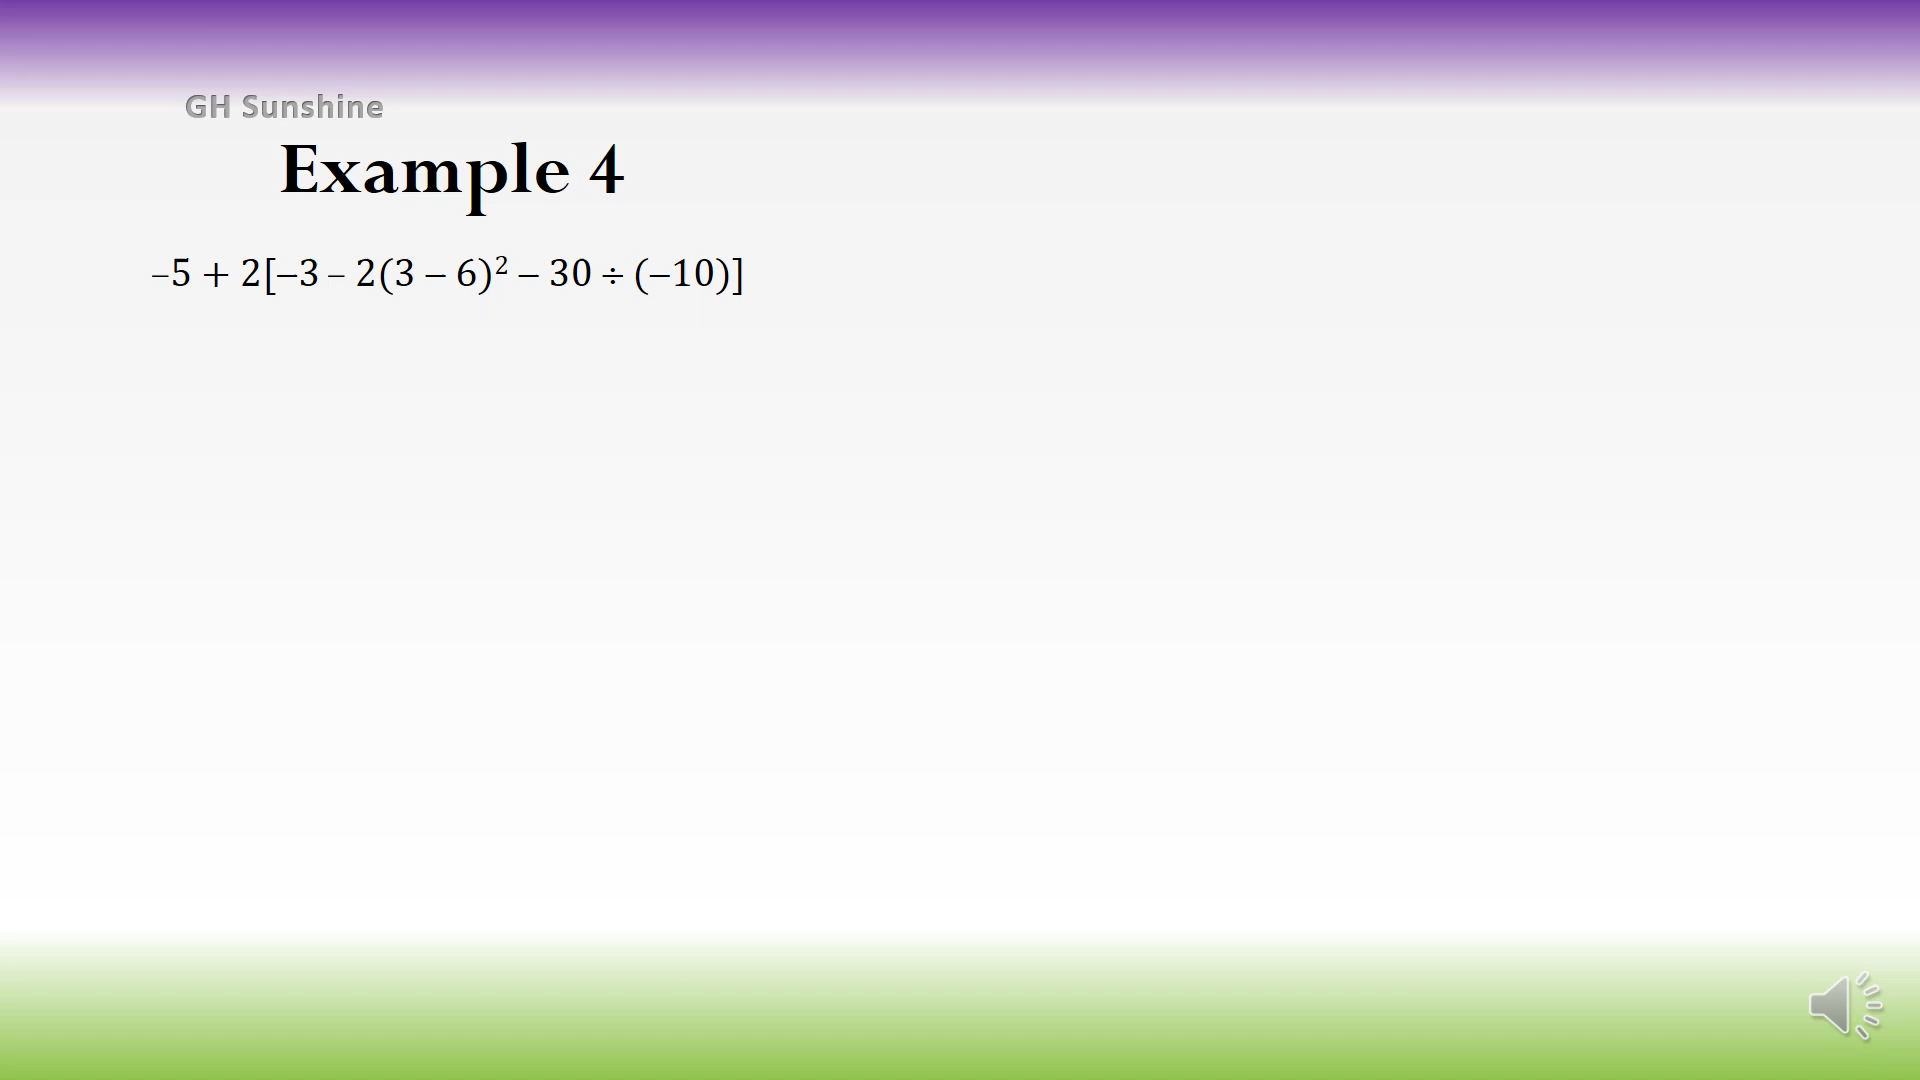 GH Sunshine
Example 4
–5 + 2[–3 – 2(3 – 6)² – 30 ÷ (–10)]